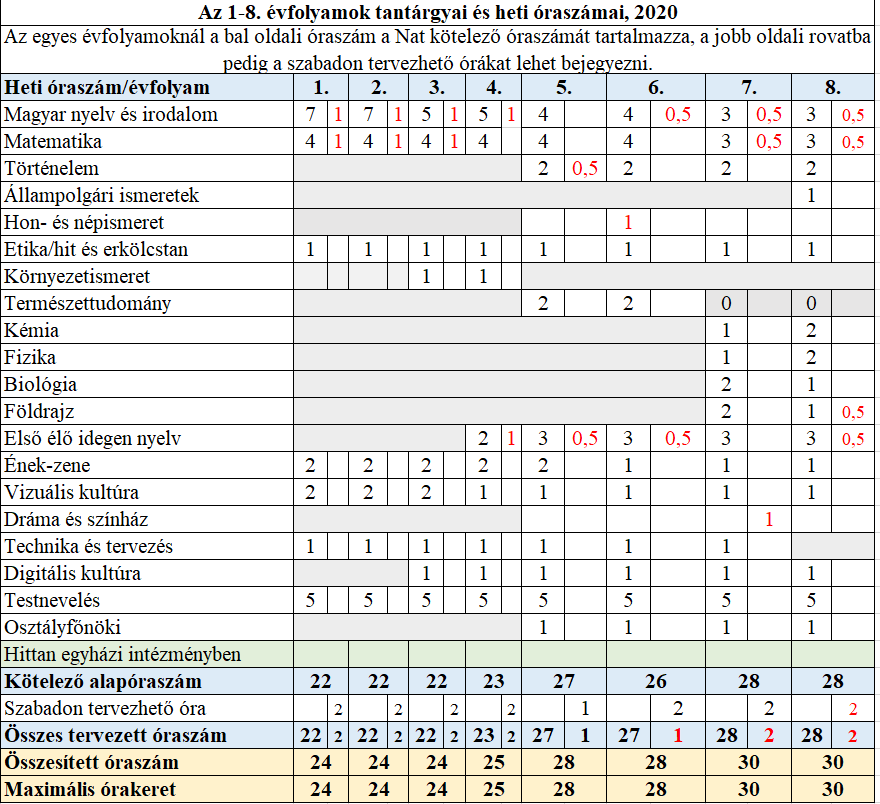 Az 1-8. évfolyamok tantárgyai és heti óraszámai, 2020
Az egyes évfolyamoknál a bal oldali óraszám a Nat kötelező óraszámát tartalmazza, a jobb oldali rovatba
pedig a szabadon tervezhető órákat lehet bejegyezni.
Heti óraszám/évfolyam 1. 2. 3. 4. 5. 6. 7. 8.
Magyar nyelv és irodalom 7 1 7 1 5 1 5 1 4 4 0,5 3 0,5 3 0,5
Matematika 4 1 4 1 4 1 4 4 4 3 0,5 3 0,5
Történelem 2 0,5 2 2 2
Állampolgári ismeretek 1
Hon- és népismeret 1
Etika/hit és erkölcstan 1 1 1 1 1 1 1 1
Környezetismeret 1 1
Természettudomány 2 2 0 0
Kémia 1 2
Fizika 1 2
Biológia 2 1
Földrajz 2 1 0,5
Első élő idegen nyelv 2 1 3 0,5 3 0,5 3 3 0,5
Ének-zene 2 2 2 2 2 1 1 1
Vizuális kultúra 2 2 2 1 1 1 1 1
Dráma és színház 1
Technika és tervezés 1 1 1 1 1 1 1
Digitális kultúra 1 1 1 1 1 1
Testnevelés 5 5 5 5 5 5 5 5
Osztályfőnöki 1 1 1 1
Hittan egyházi intézményben
Kötelező alapóraszám 22 22 22 23 27 26 28 28
Szabadon tervezhető óra 2 2 2 2 1 2 2 2
Összes tervezett óraszám 22 2 22 2 22 2 23 2 27 1 27 1 28 2 28 2
Összesített óraszám 24 24 24 25 28 28 30 30
Maximális órakeret 24 24 24 25 28 28 30 30